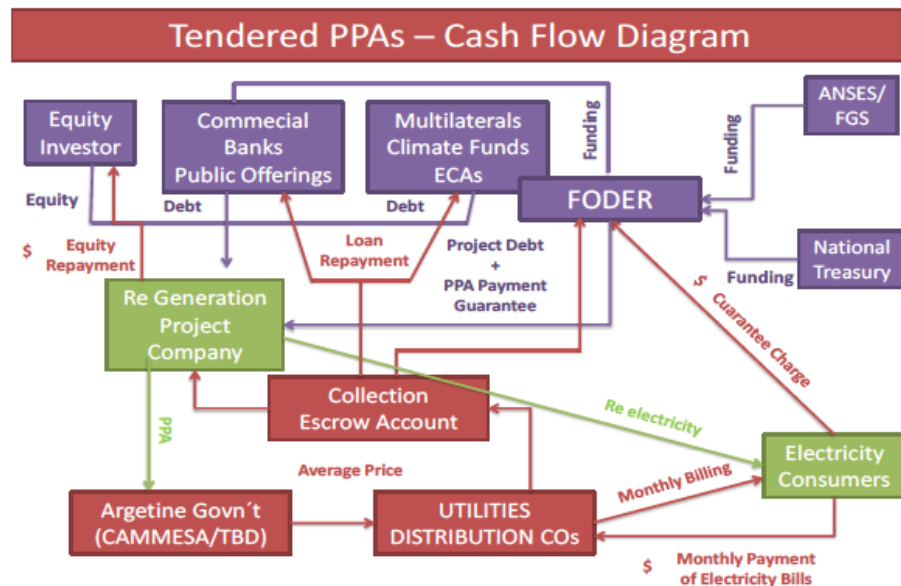 Tendered PPAs – Cash Flow Diagram
Equity
Investor
Commecial
Banks
Public Offerings
Multilaterals
Climate Funds
ECAs
Funding
ANSES/
FGS
Funding
FODER
Equity
Debt
Debt
National
Treasury
Funding
$ Equity
Repayment
Loan
Repayment
Project Debt
+
PPA Payment
Guarantee
$ Cuarantee Charge
Re Generation
Project
Company
Collection
Escrow Account
Re electricity
PPA
Average Price
Monthly Billing
Electricity
Consumers
Argetine Govn´t
(CAMMESA/TBD)
UTILITIES
DISTRIBUTION COs
$ Monthly Payment
of Electricity Bills